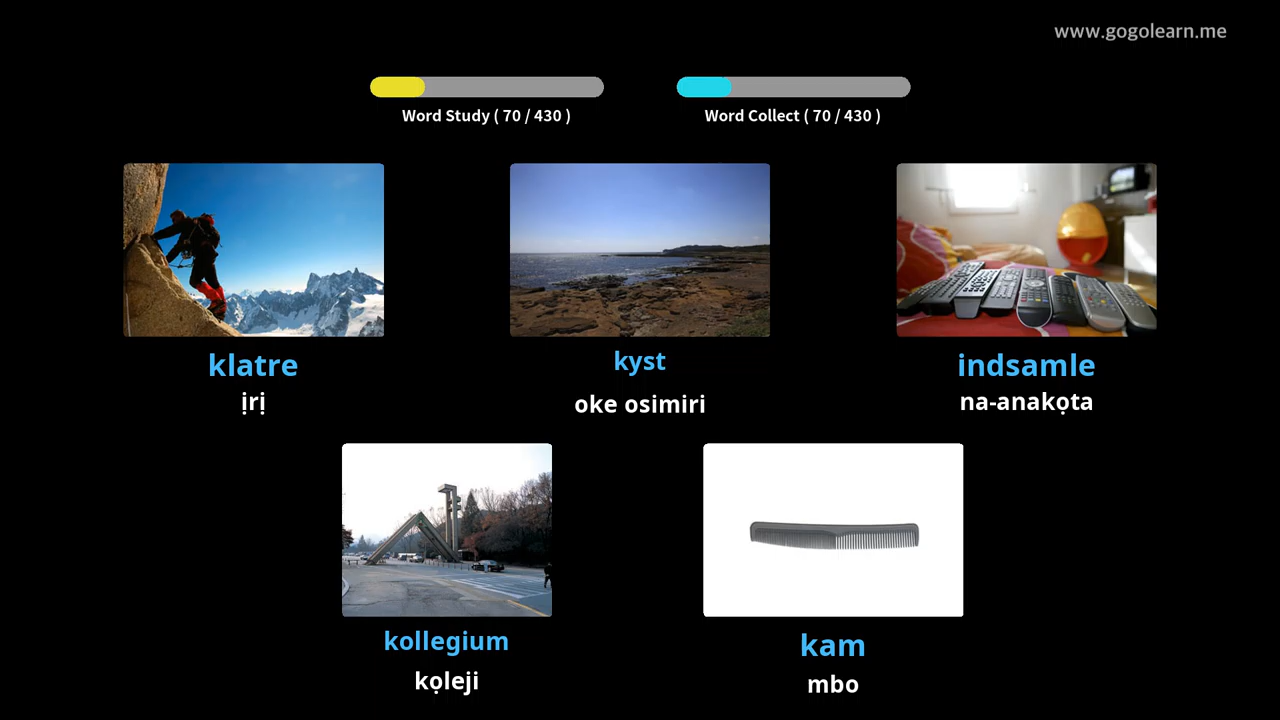 www.gogolearn.me
Word Study ( 70 / 430 )
Word Collect ( 70 / 430 )
klatre
ịrị
kyst
oke osimiri
indsamle
na-anakọta
kollegium
kọleji
kam
mbo